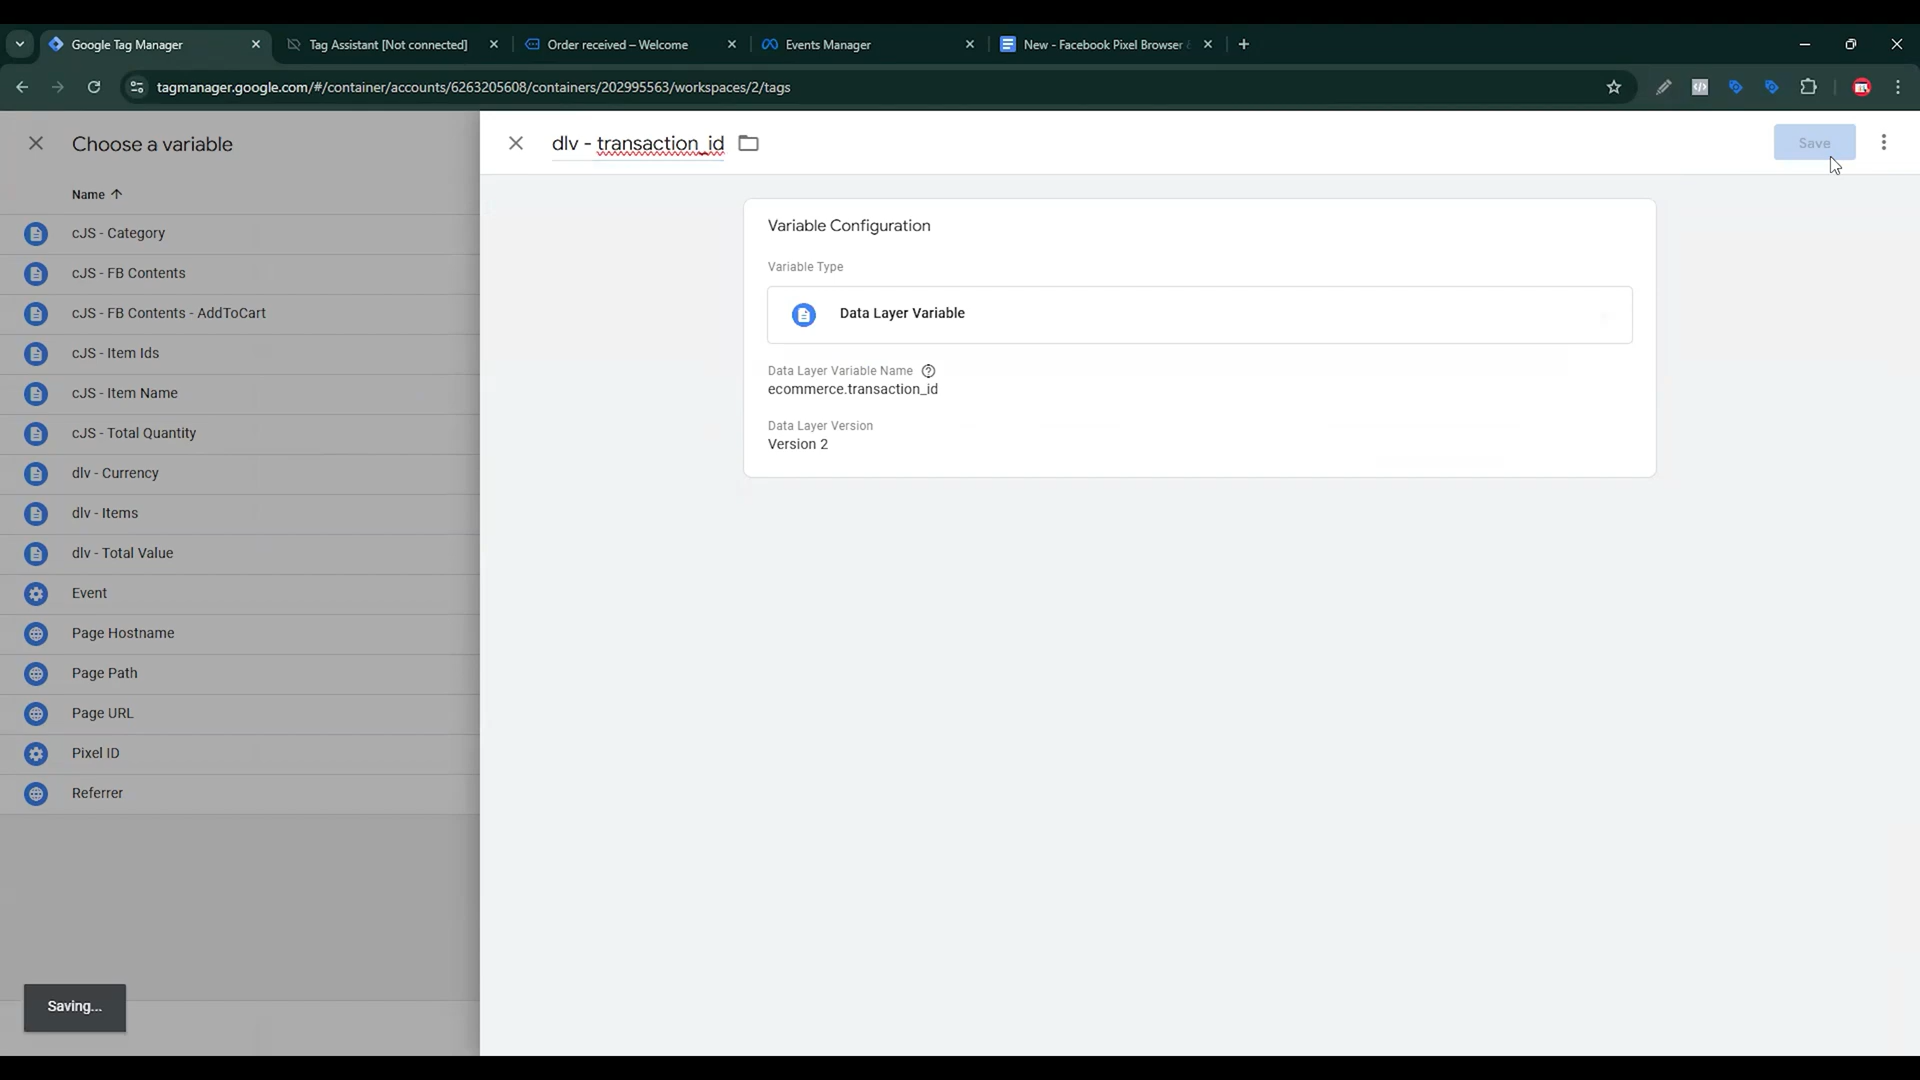 Google Tag Manager
Tag Assistant [Not connected]
Order received – Welcome
Events Manager
New - Facebook Pixel Browser
tagmanager.google.com/#/container/accounts/6263205608/containers/202995563/workspaces/2/tags
Choose a variable
Name
cJS - Category
cJS - FB Contents
cJS - FB Contents - AddToCart
cJS - Item Ids
cJS - Item Name
cJS - Total Quantity
dlv - Currency
dlv - Items
dlv - Total Value
Event
Page Hostname
Page Path
Page URL
Pixel ID
Referrer
Saving...
dlv - transaction_id
Save
Variable Configuration
Variable Type
Data Layer Variable
Data Layer Variable Name
ecommerce.transaction_id
Data Layer Version
Version 2